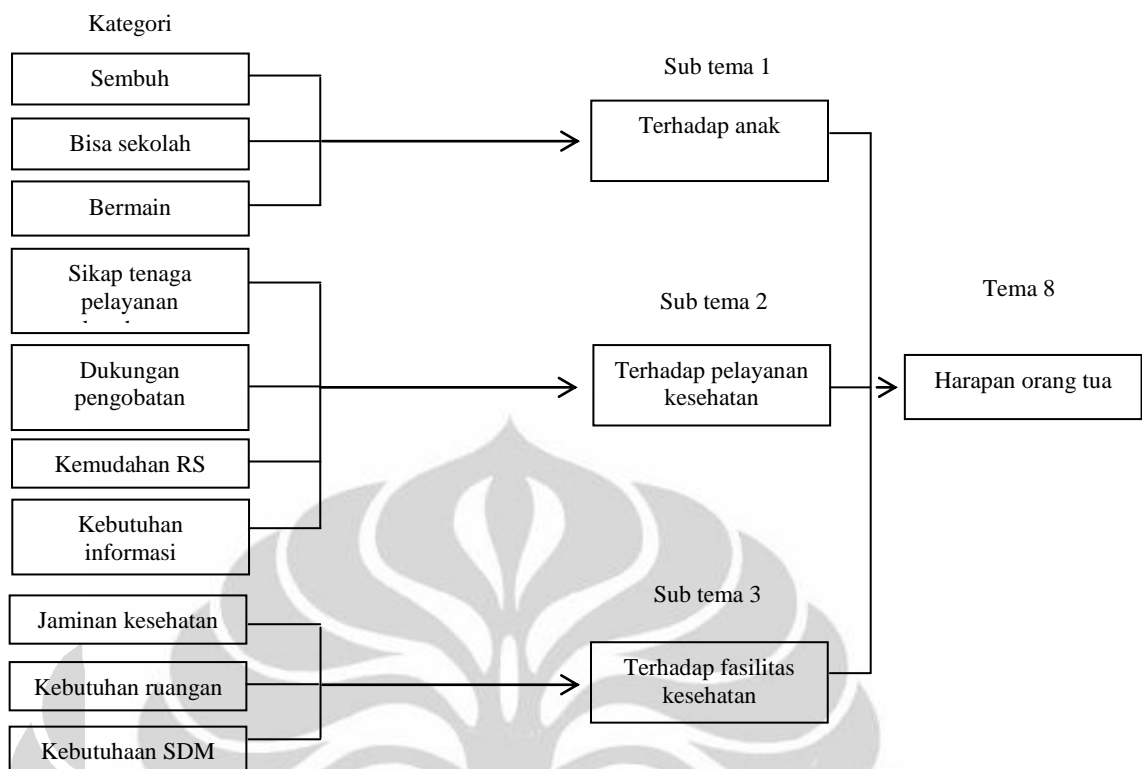 Kategori
Sembuh
Bisa sekolah
Bermain
Sikap tenaga
pelayanan
Dukungan
pengobatan
Kemudahan RS
Kebutuhan
informasi
Jaminan kesehatan
Kebutuhan ruangan
Kebutuhaan SDM
Sub tema 1
Terhadap anak
Sub tema 2
Terhadap pelayanan
kesehatan
Sub tema 3
Terhadap fasilitas
kesehatan
Tema 8
Harapan orang tua